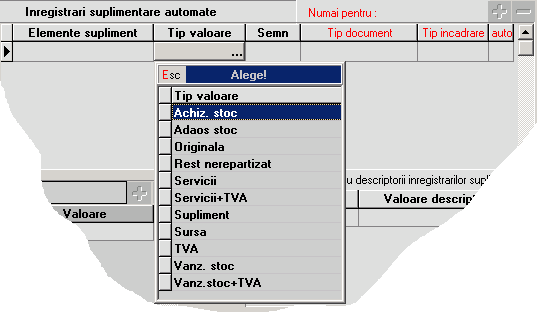 Inregistrari suplimentare automate
Numai pentru :
Elemente supliment Tip valoare Semn Tip document Tip incadrare auto
...
Esc Alege!
Tip valoare
Achiz. stoc
Adaos stoc
Originala
Rest nerepartizat
Servicii
Servicii+TVA
Supliment
Sursa
TVA
Vanz. stoc
Vanz.stoc+TVA
u descriptorii inregistrarilor supl
Valoare
Valoare descript